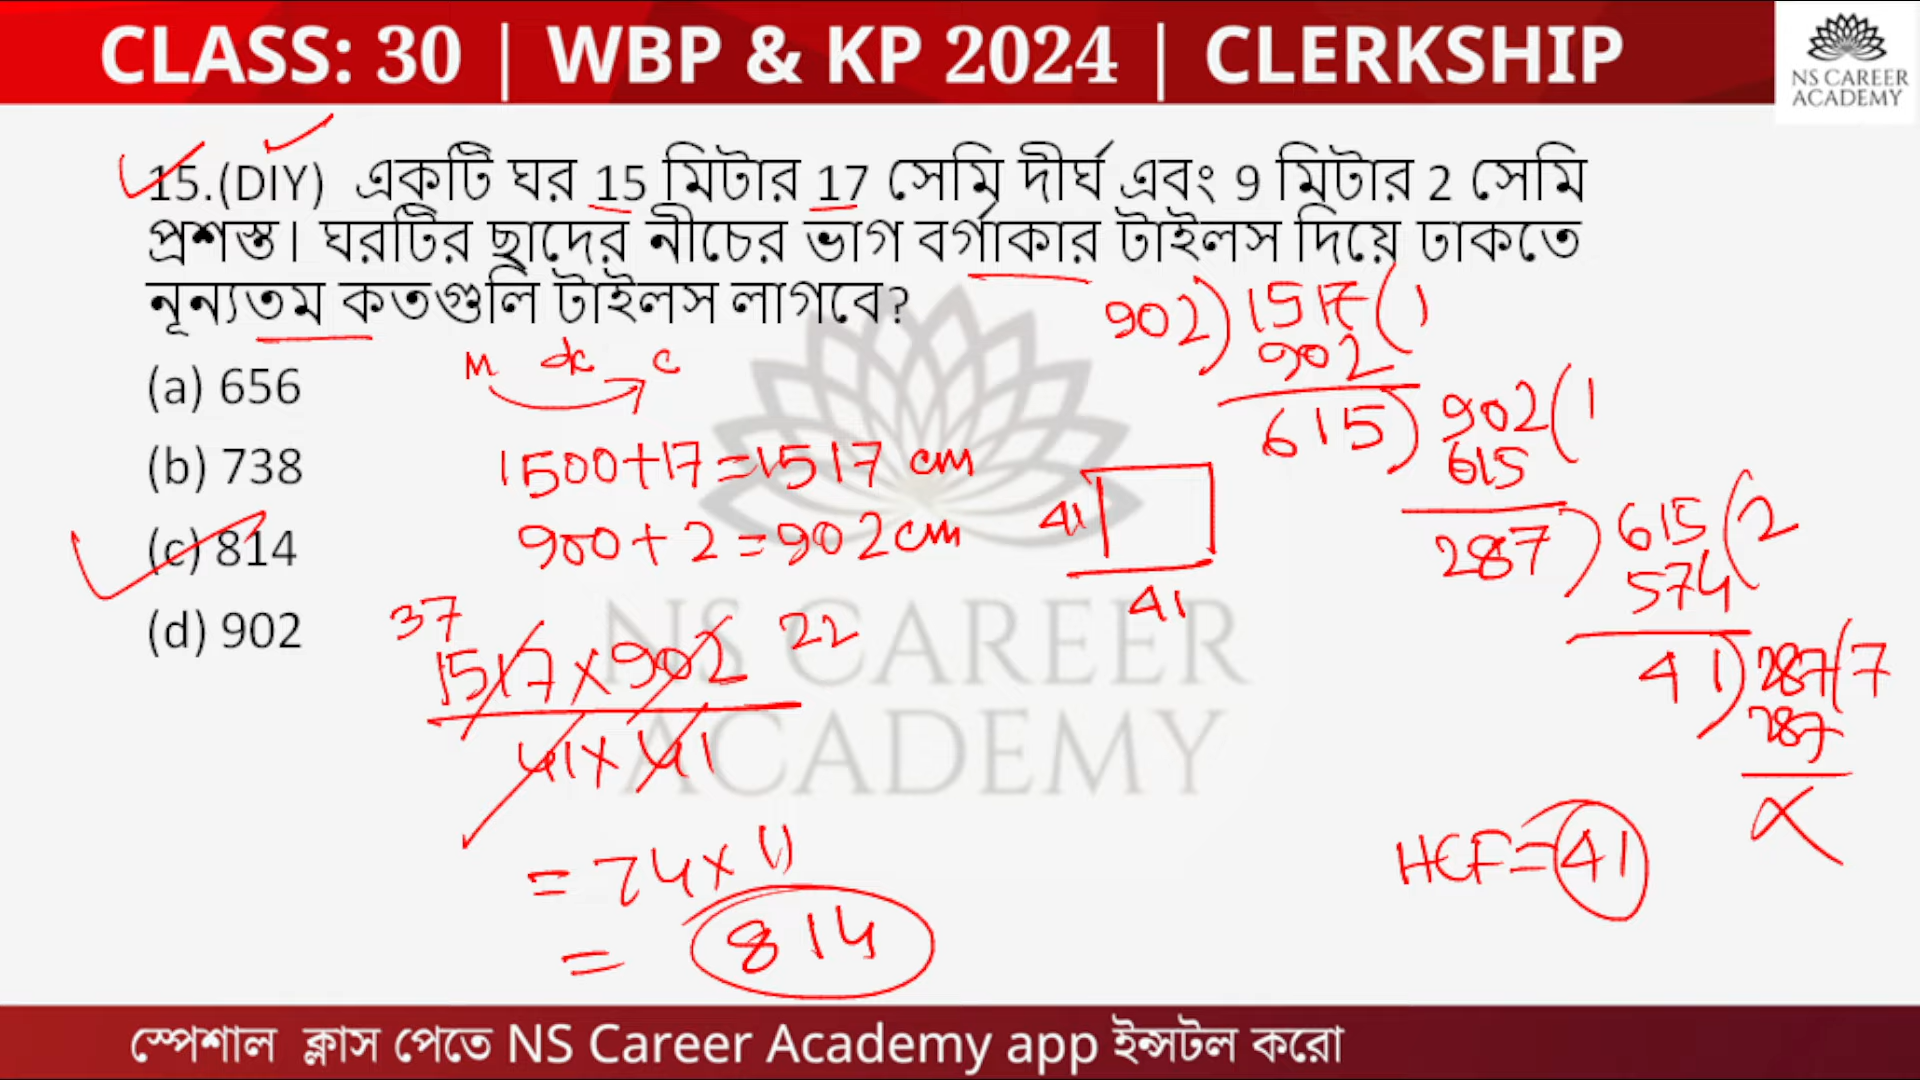 CLASS: 30 | WBP & KP 2024 | CLERKSHIP
NS CAREER
ACADEMY
15.(DIY) একটি ঘর 15 মিটার 17 সেমি দীর্ঘ এবং 9 মিটার 2 সেমি
প্রশস্ত। ঘরটির ছাদের নীচের ভাগ বর্গাকার টাইলস দিয়ে ঢাকতে
নূন্যতম কতগুলি টাইলস লাগবে?
(a) 656
(b) 738
(c) 814
(d) 902
M dc c
1500+17=1517 cm
900+2=902cm
37 22
1517×902
41×41
=74×11
= 814
41
41
902)1517(1
902
615)902(1
615
287)615(2
574
41)287(7
287
×
HCF=41
NS CAREER
ACADEMY
স্পেশাল ক্লাস পেতে NS Career Academy app ইন্সটল করো